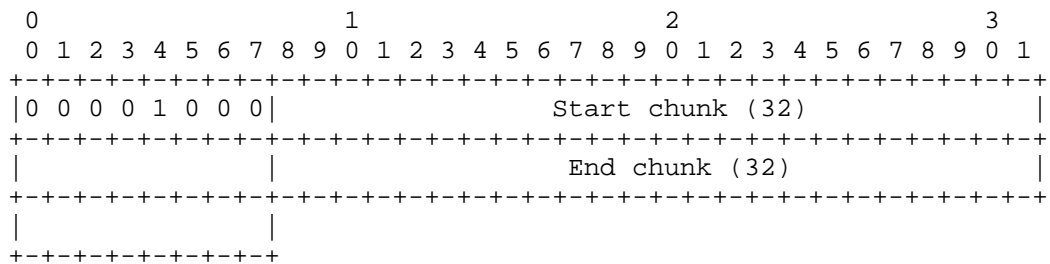 0                   1                   2                   3
 0 1 2 3 4 5 6 7 8 9 0 1 2 3 4 5 6 7 8 9 0 1 2 3 4 5 6 7 8 9 0 1
+-+-+-+-+-+-+-+-+-+-+-+-+-+-+-+-+-+-+-+-+-+-+-+-+-+-+-+-+-+-+-+-+
|0 0 0 0 1 0 0 0|                 Start chunk (32)              |
+-+-+-+-+-+-+-+-+-+-+-+-+-+-+-+-+-+-+-+-+-+-+-+-+-+-+-+-+-+-+-+-+
|               |                  End chunk (32)               |
+-+-+-+-+-+-+-+-+-+-+-+-+-+-+-+-+-+-+-+-+-+-+-+-+-+-+-+-+-+-+-+-+
|               |
+-+-+-+-+-+-+-+-+